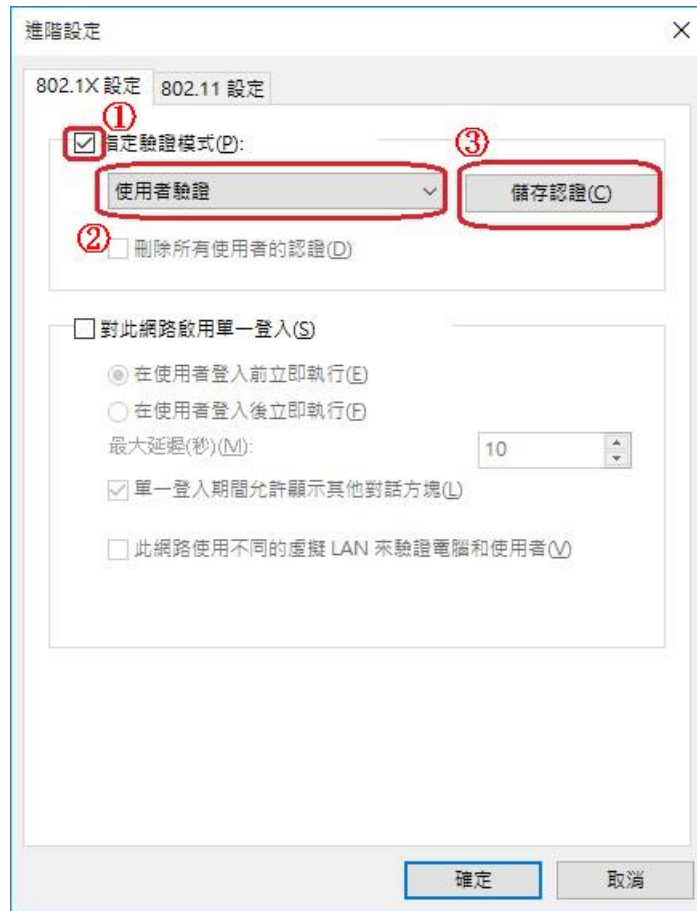 進階設定
802.1X 設定 802.11 設定
①
指定驗證模式(P):
③
使用者驗證
儲存認證(C)
②
刪除所有使用者的認證(D)
對此網路啟用單一登入(S)
在使用者登入前立即執行(E)
在使用者登入後立即執行(F)
最大延遲(秒)(M):
10
單一登入期間允許顯示其他對話方塊(L)
此網路使用不同的虛擬 LAN 來驗證電腦和使用者(V)
確定
取消